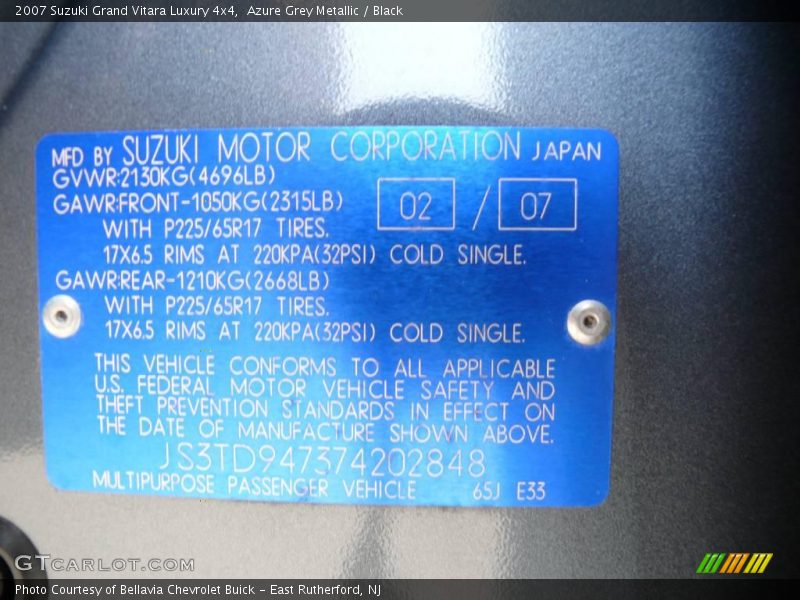 2007 Suzuki Grand Vitara Luxury 4x4,  Azure Grey Metallic / Black
MFD BY SUZUKI MOTOR CORPORATION JAPAN
GVWR:2130KG(4696LB)
GAWR:FRONT-1050KG(2315LB)
02 / 07
WITH P225/65R17 TIRES.
17X6.5 RIMS AT 220KPA(32PSI) COLD SINGLE.
GAWR:REAR-1210KG(2668LB)
WITH P225/65R17 TIRES.
17X6.5 RIMS AT 220KPA(32PSI) COLD SINGLE.
THIS VEHICLE CONFORMS TO ALL APPLICABLE
U.S. FEDERAL MOTOR VEHICLE SAFETY AND
THEFT PREVENTION STANDARDS IN EFFECT ON
THE DATE OF MANUFACTURE SHOWN ABOVE.
JS3TD947374202848
MULTIPURPOSE PASSENGER VEHICLE 65J E33
GTCARLOT.COM
Photo Courtesy of Bellavia Chevrolet Buick - East Rutherford, NJ